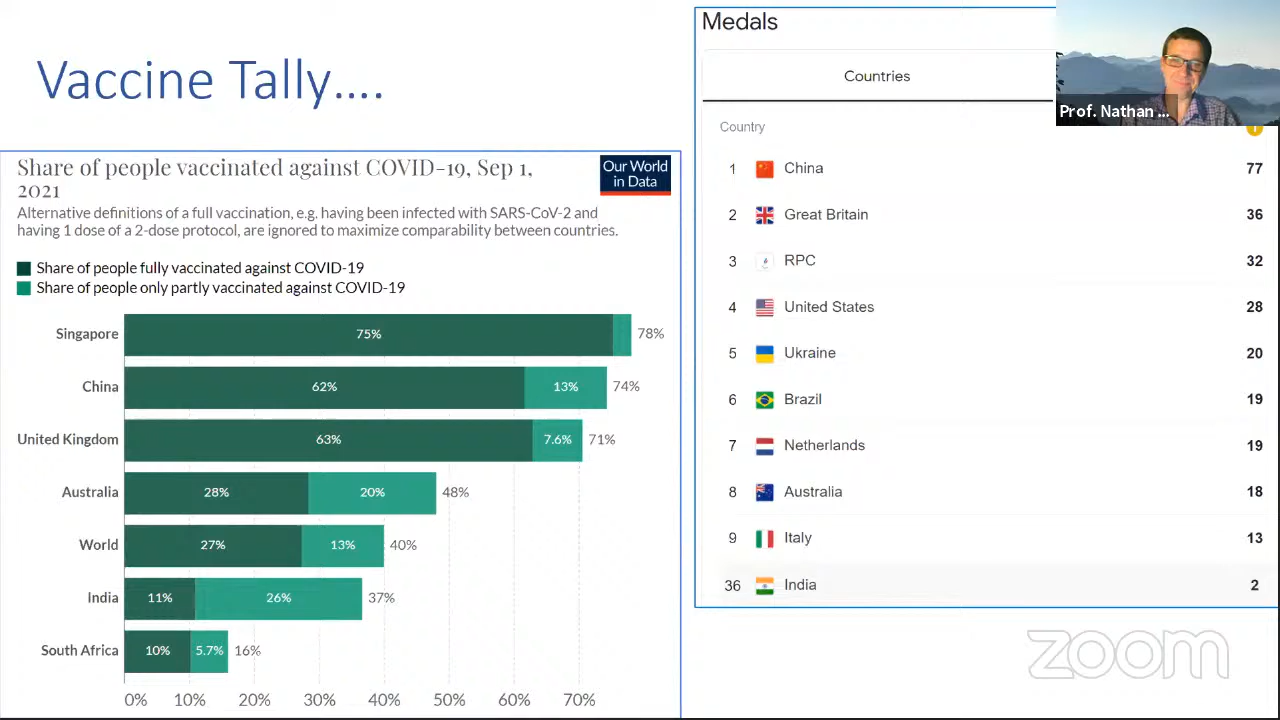 Vaccine Tally....
Share of people vaccinated against COVID-19, Sep 1,
2021
Our World
in Data
Alternative definitions of a full vaccination, e.g. having been infected with SARS-CoV-2 and
having 1 dose of a 2-dose protocol, are ignored to maximize comparability between countries.
Share of people fully vaccinated against COVID-19
Share of people only partly vaccinated against COVID-19
Singapore 75% 78%
China 62% 13% 74%
United Kingdom 63% 7.6% 71%
Australia 28% 20% 48%
World 27% 13% 40%
India 11% 26% 37%
South Africa 10% 5.7% 16%
0% 10% 20% 30% 40% 50% 60% 70%
Medals
Countries
Country
1 China 77
2 Great Britain 36
3 RPC 32
4 United States 28
5 Ukraine 20
6 Brazil 19
7 Netherlands 19
8 Australia 18
9 Italy 13
36 India 2
Prof. Nathan ...
zoom